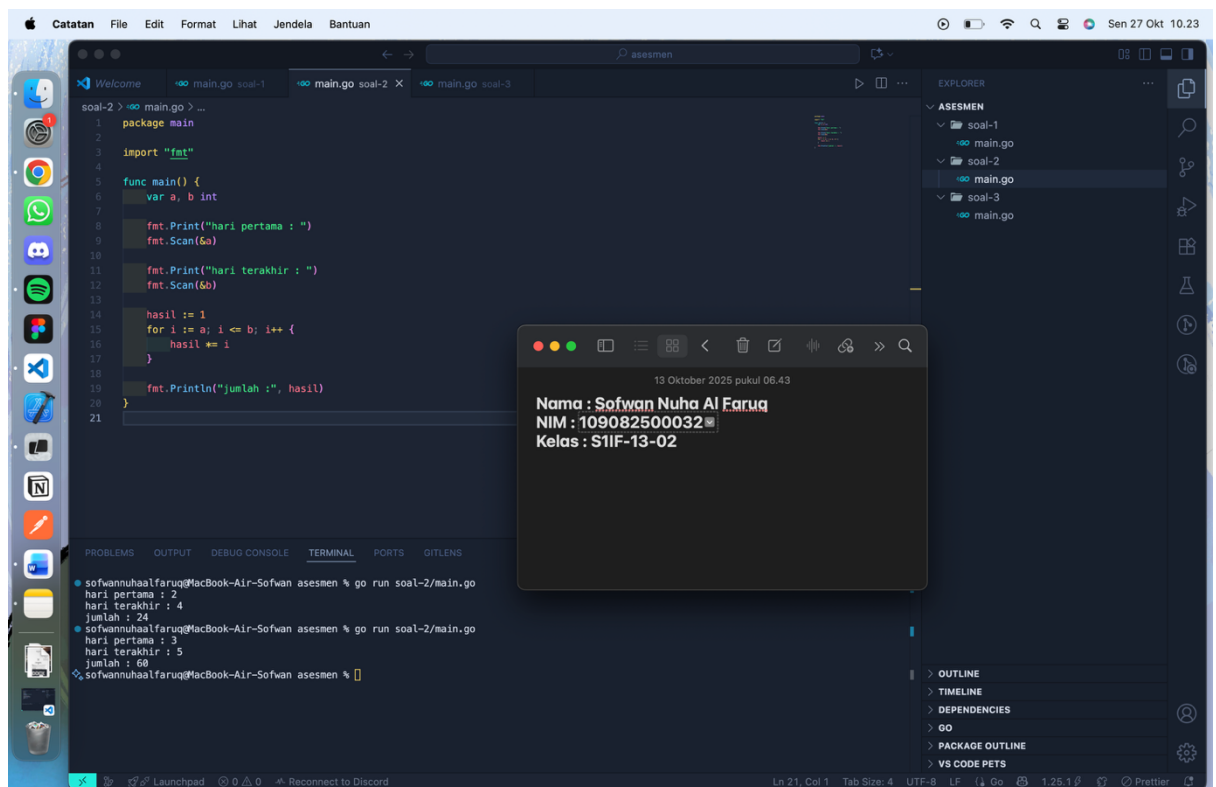 Catatan File Edit Format Lihat Jendela Bantuan
Sen 27 Okt 10.23
asesmen
Welcome main.go soal-1 main.go soal-2 main.go soal-3
soal-2 > main.go > ...
1 package main
2
3 import "fmt"
4
5 func main() {
6 var a, b int
7
8 fmt.Print("hari pertama : ")
9 fmt.Scan(&a)
10
11 fmt.Print("hari terakhir : ")
12 fmt.Scan(&b)
13
14 hasil := 1
15 for i := a; i <= b; i++ {
16 hasil *= i
17 }
18
19 fmt.Println("jumlah :", hasil)
20 }
21
EXPLORER
ASESMEN
soal-1
main.go
soal-2
main.go
soal-3
main.go
13 Oktober 2025 pukul 06.43
Nama : Sofwan Nuha Al Faruq
NIM : 109082500032
Kelas : S1IF-13-02
PROBLEMS OUTPUT DEBUG CONSOLE TERMINAL PORTS GITLENS
sofwannuhaalfaruq@MacBook-Air-Sofwan asesmen % go run soal-2/main.go
hari pertama : 2
hari terakhir : 4
jumlah : 24
sofwannuhaalfaruq@MacBook-Air-Sofwan asesmen % go run soal-2/main.go
hari pertama : 3
hari terakhir : 5
jumlah : 60
sofwannuhaalfaruq@MacBook-Air-Sofwan asesmen %
OUTLINE
TIMELINE
DEPENDENCIES
GO
PACKAGE OUTLINE
VS CODE PETS
Launchpad 0 0 Reconnect to Discord
Ln 21, Col 1 Tab Size: 4 UTF-8 LF Go 1.25.1 Prettier